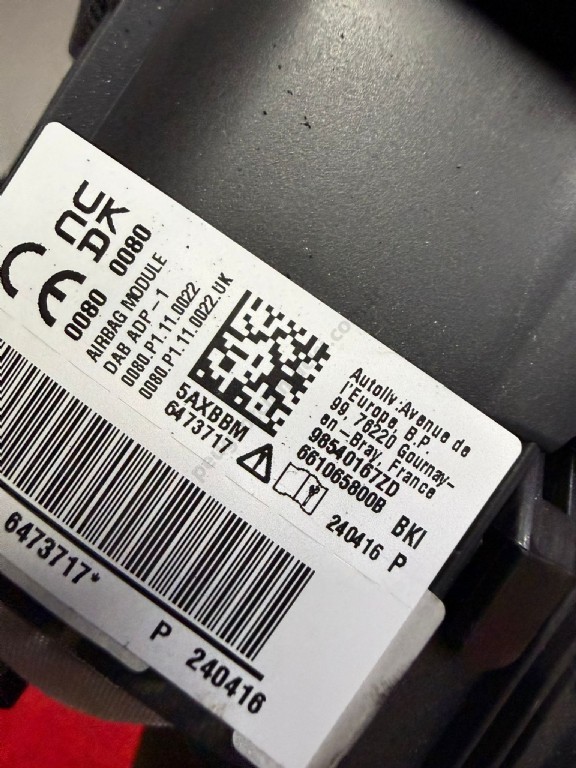 UK
CA
CE
0080 0080
AIRBAG MODULE
DAB ADP-1
0080.P1.11.0022
0080.P1.11.0022 UK
5AXBBM
6473717
Autoliv:Avenue de
l'Europe, B.P.
99, 76220 Gournay-
en-Bray, France
98540167ZD
661065800B BKI
240416 P
6473717*
P 240416